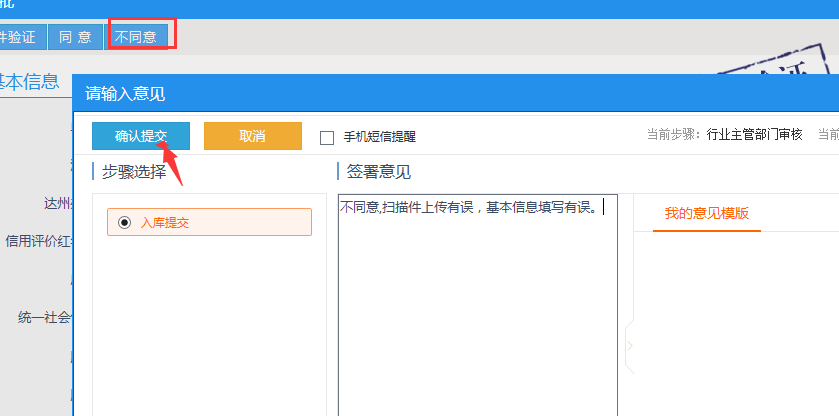 批
件验证 同 意 不同意
基本信息
请输入意见
确认提交 取消 手机短信提醒 当前步骤：行业主管部门审核 当前
步骤选择 签署意见
入库提交
不同意,扫描件上传有误，基本信息填写有误。
我的意见模版
达州
信用评价红
统一社会